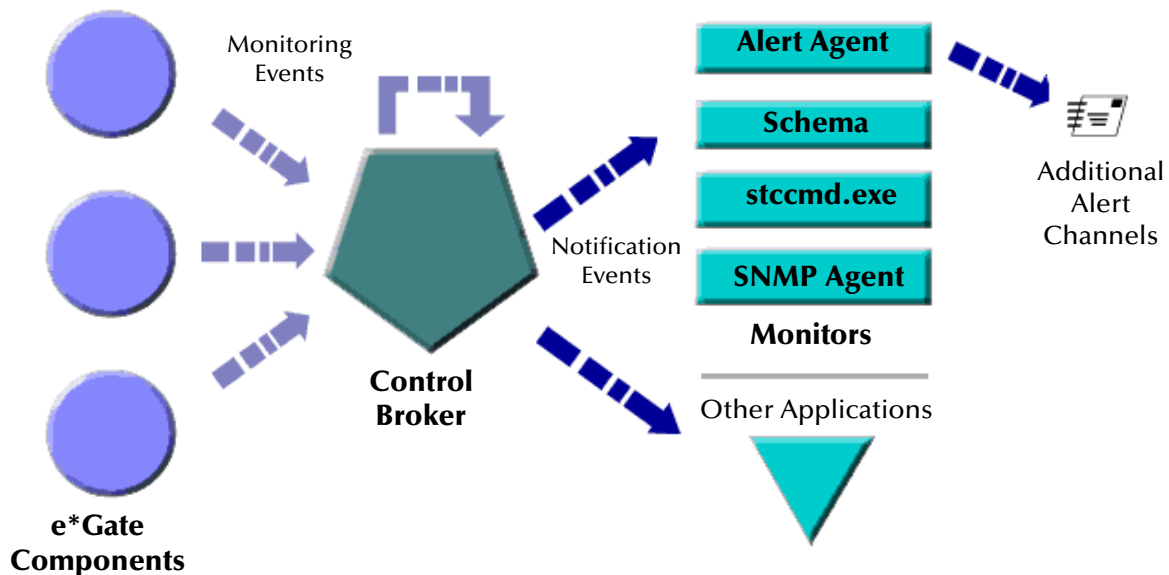 Monitoring
Events
Alert Agent
Schema
stccmd.exe
SNMP Agent
Monitors
Additional
Alert
Channels
Notification
Events
Control
Broker
Other Applications
e*Gate
Components